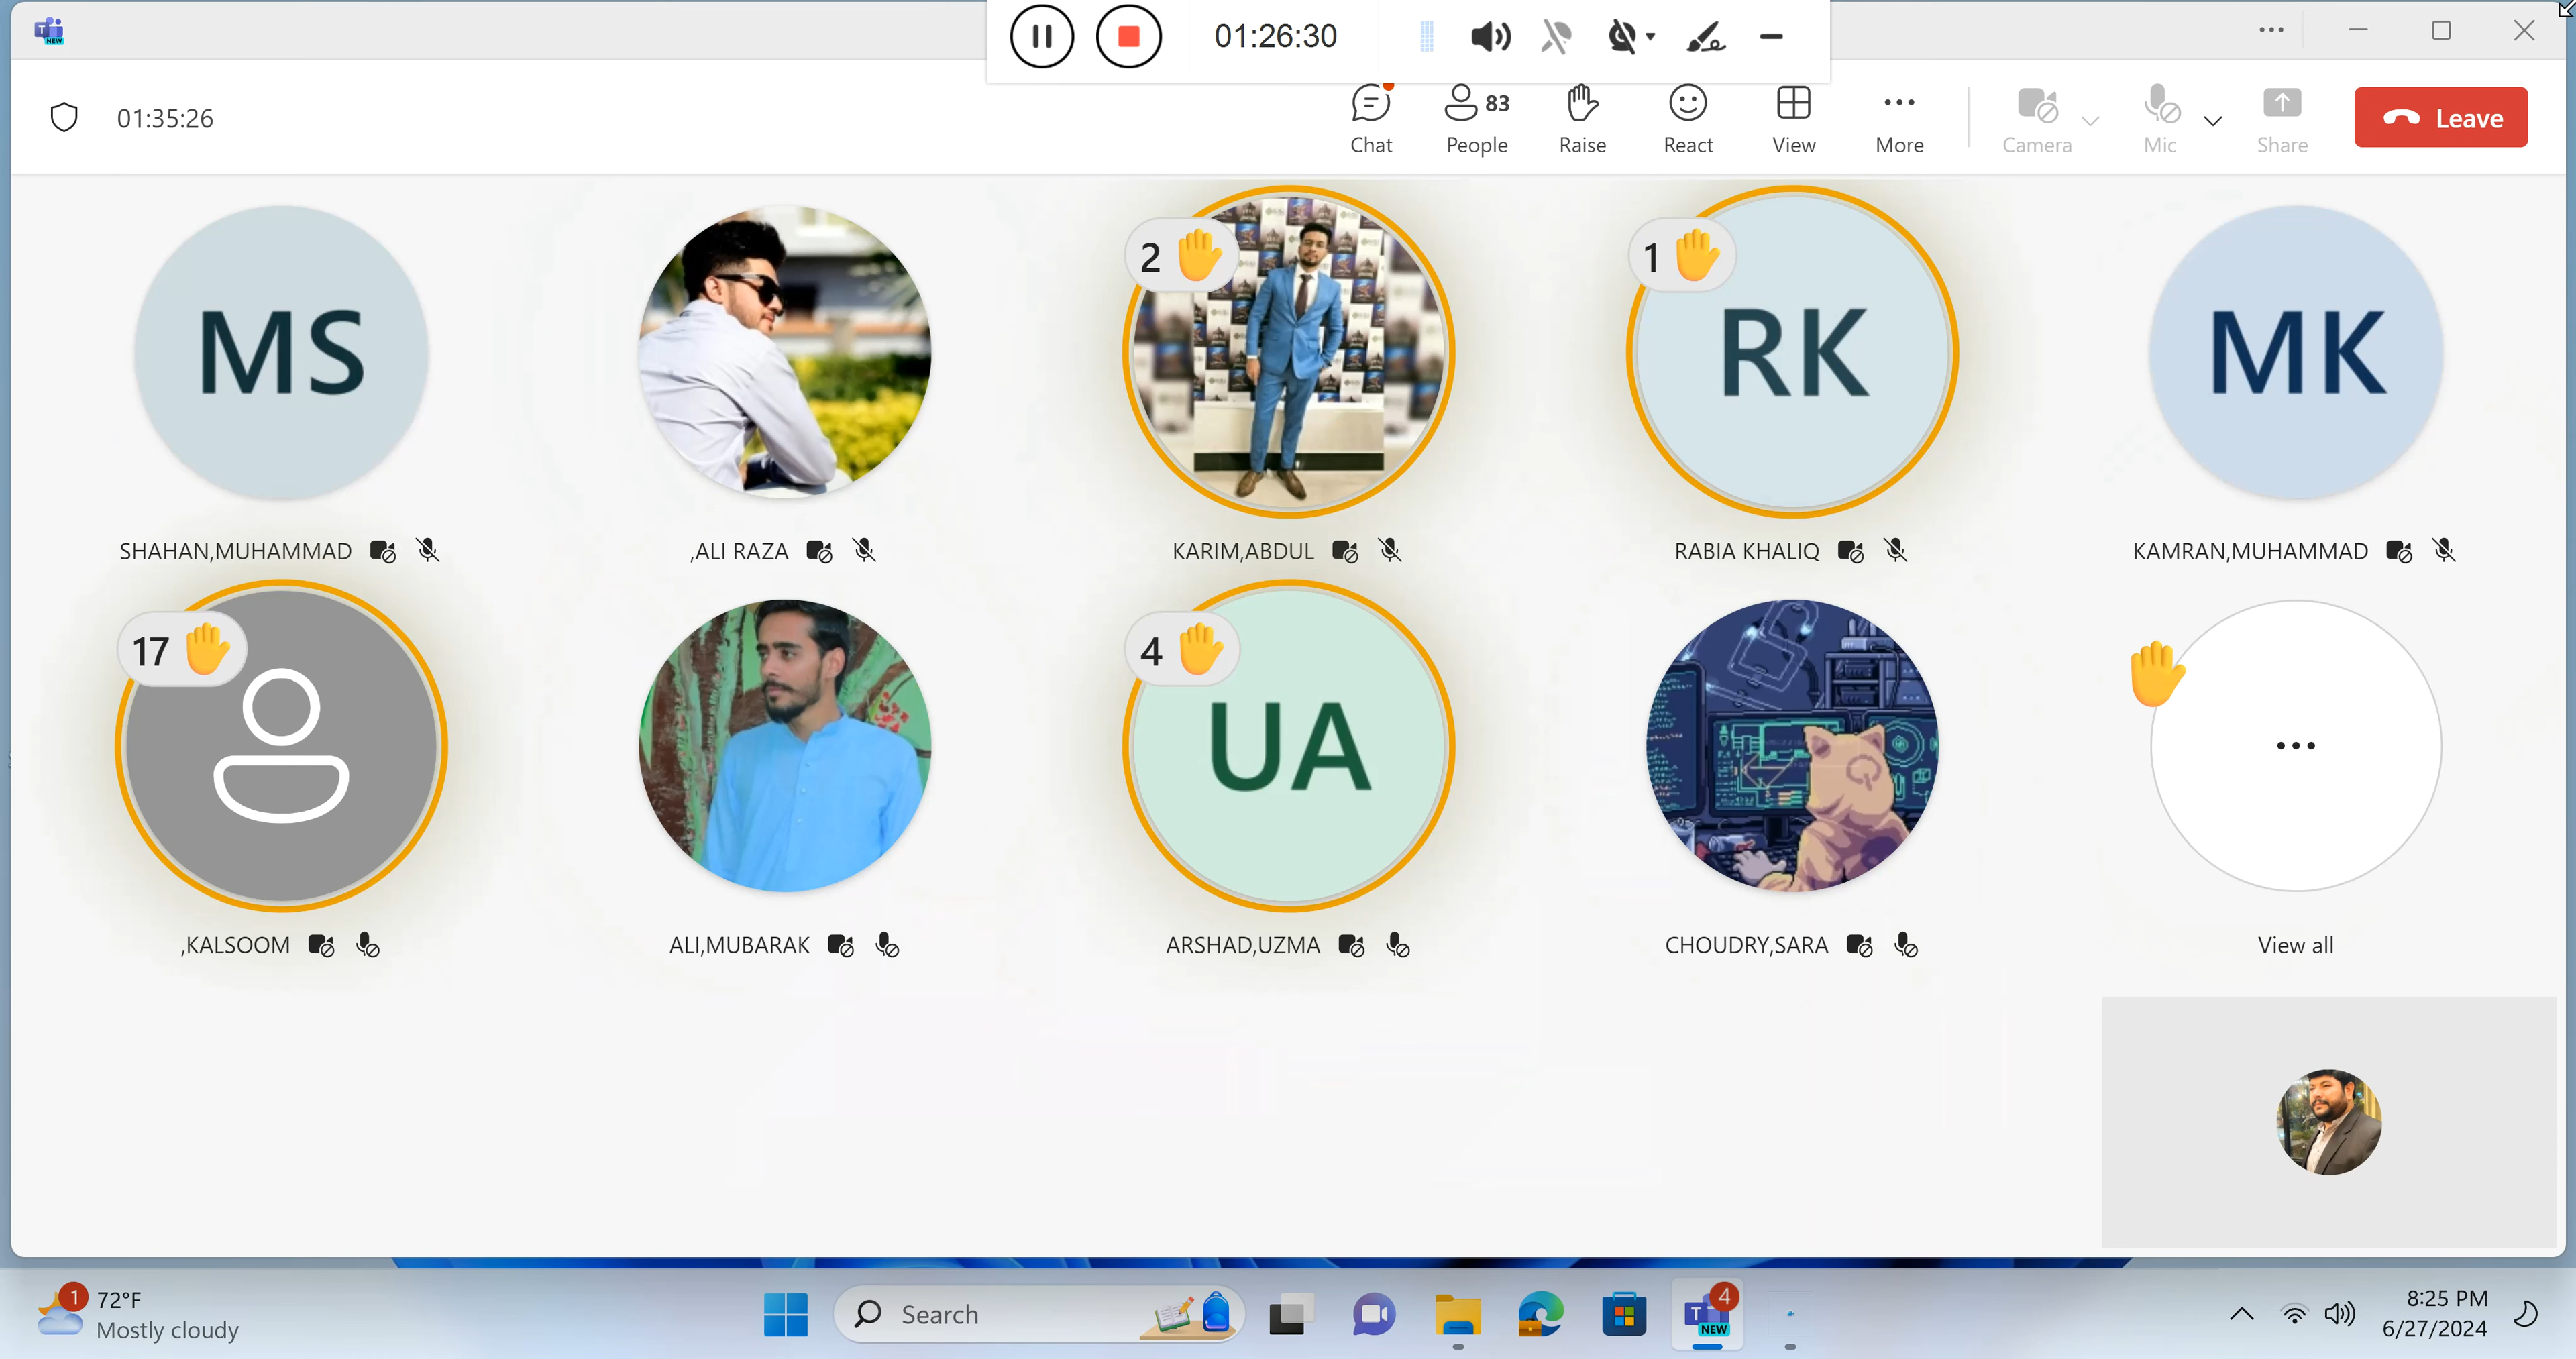 NEW
01:26:30
01:35:26
Chat
83
People
Raise
React
View
More
Camera
Mic
Share
Leave
MS
2
1
RK
MK
SHAHAN,MUHAMMAD
,ALI RAZA
KARIM,ABDUL
RABIA KHALIQ
KAMRAN,MUHAMMAD
17
4
UA
,KALSOOM
ALI,MUBARAK
ARSHAD,UZMA
CHOUDRY,SARA
View all
1
72°F
Mostly cloudy
Search
4
T
NEW
8:25 PM
6/27/2024